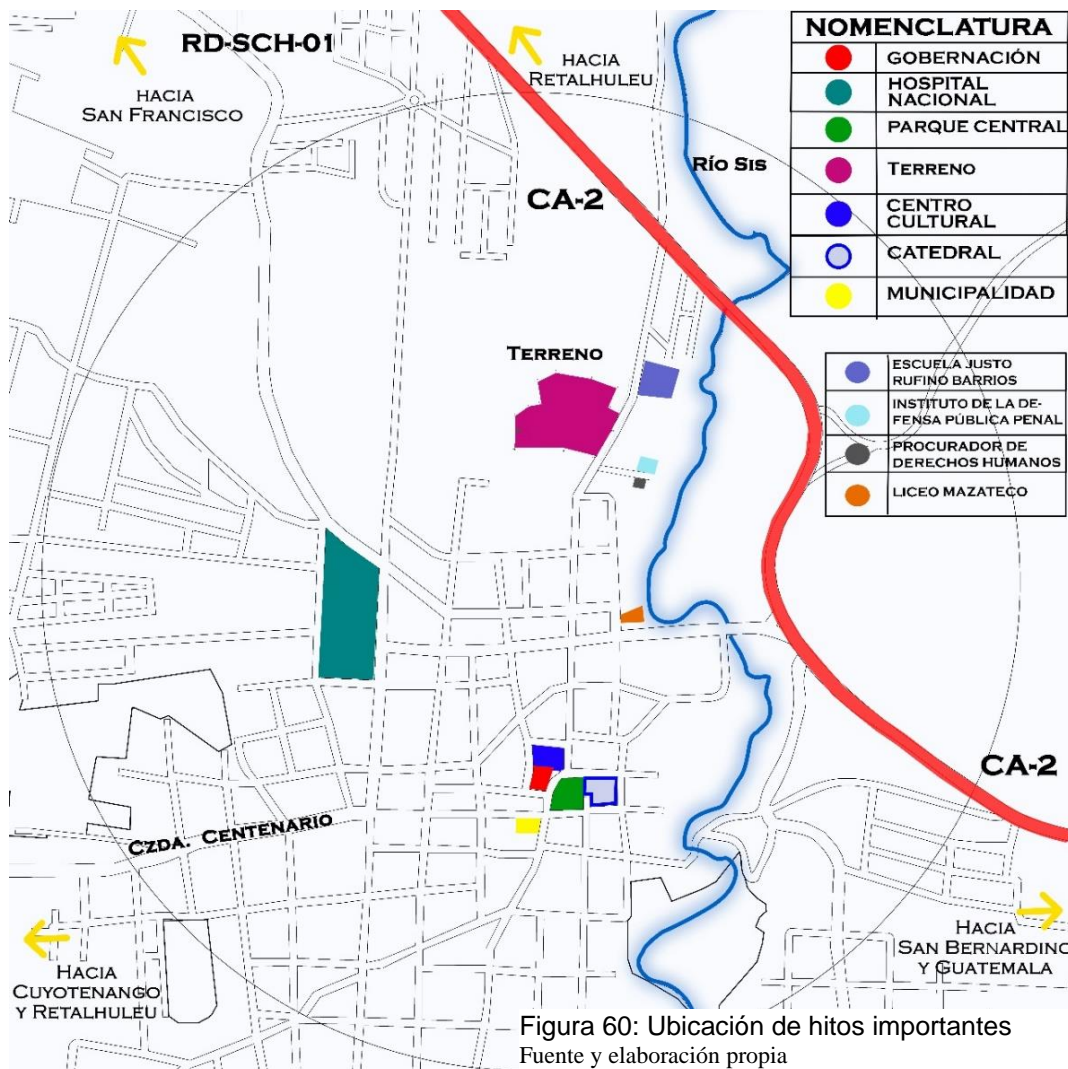 RD-SCH-01
HACIA
SAN FRANCISCO
HACIA
RETALHULEU
CA-2
RÍO SIS
TERRENO
NOMENCLATURA
GOBERNACIÓN
HOSPITAL
NACIONAL
PARQUE CENTRAL
TERRENO
CENTRO
CULTURAL
CATEDRAL
MUNICIPALIDAD
ESCUELA JUSTO
RUFINO BARRIOS
INSTITUTO DE LA DE-
FENSA PÚBLICA PENAL
PROCURADOR DE
DERECHOS HUMANOS
LICEO MAZATECO
CA-2
CZDA. CENTENARIO
HACIA
CUYOTENANGO
Y RETALHULEU
HACIA
SAN BERNARDINO
Y GUATEMALA
Figura 60: Ubicación de hitos importantes
Fuente y elaboración propia